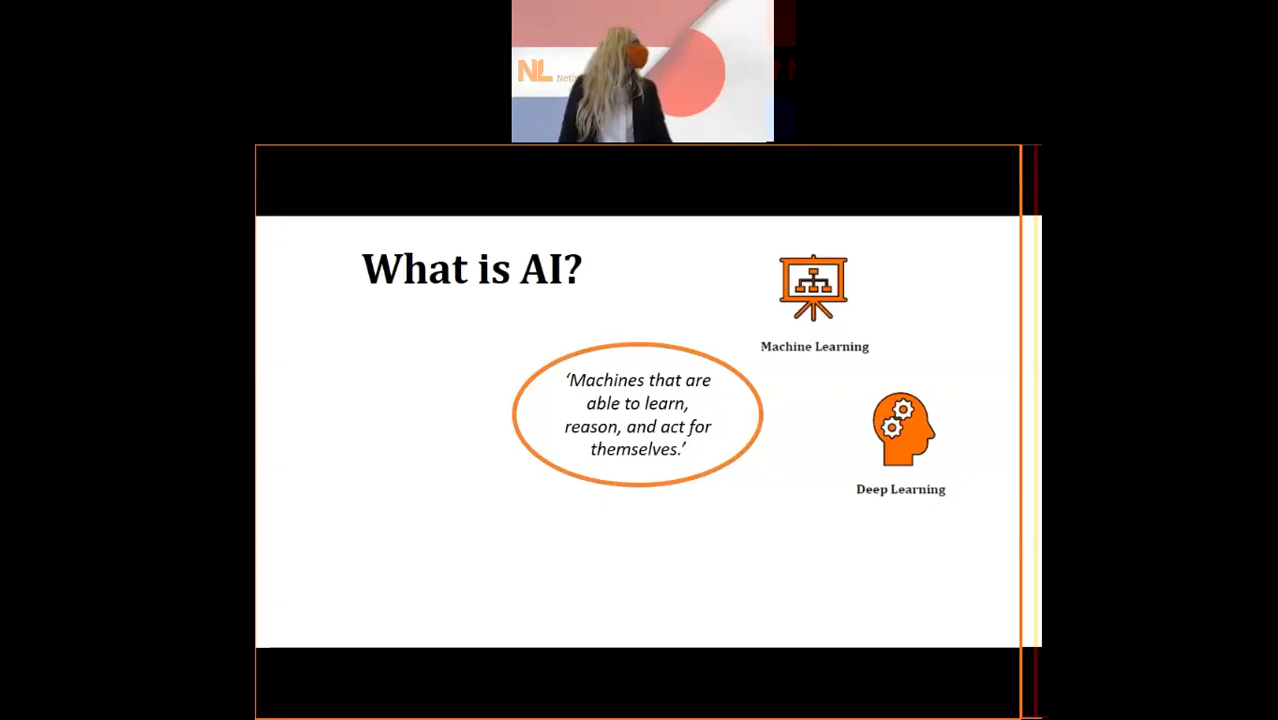 NL
What is AI?
Machine Learning
‘Machines that are
able to learn,
reason, and act for
themselves.’
Deep Learning